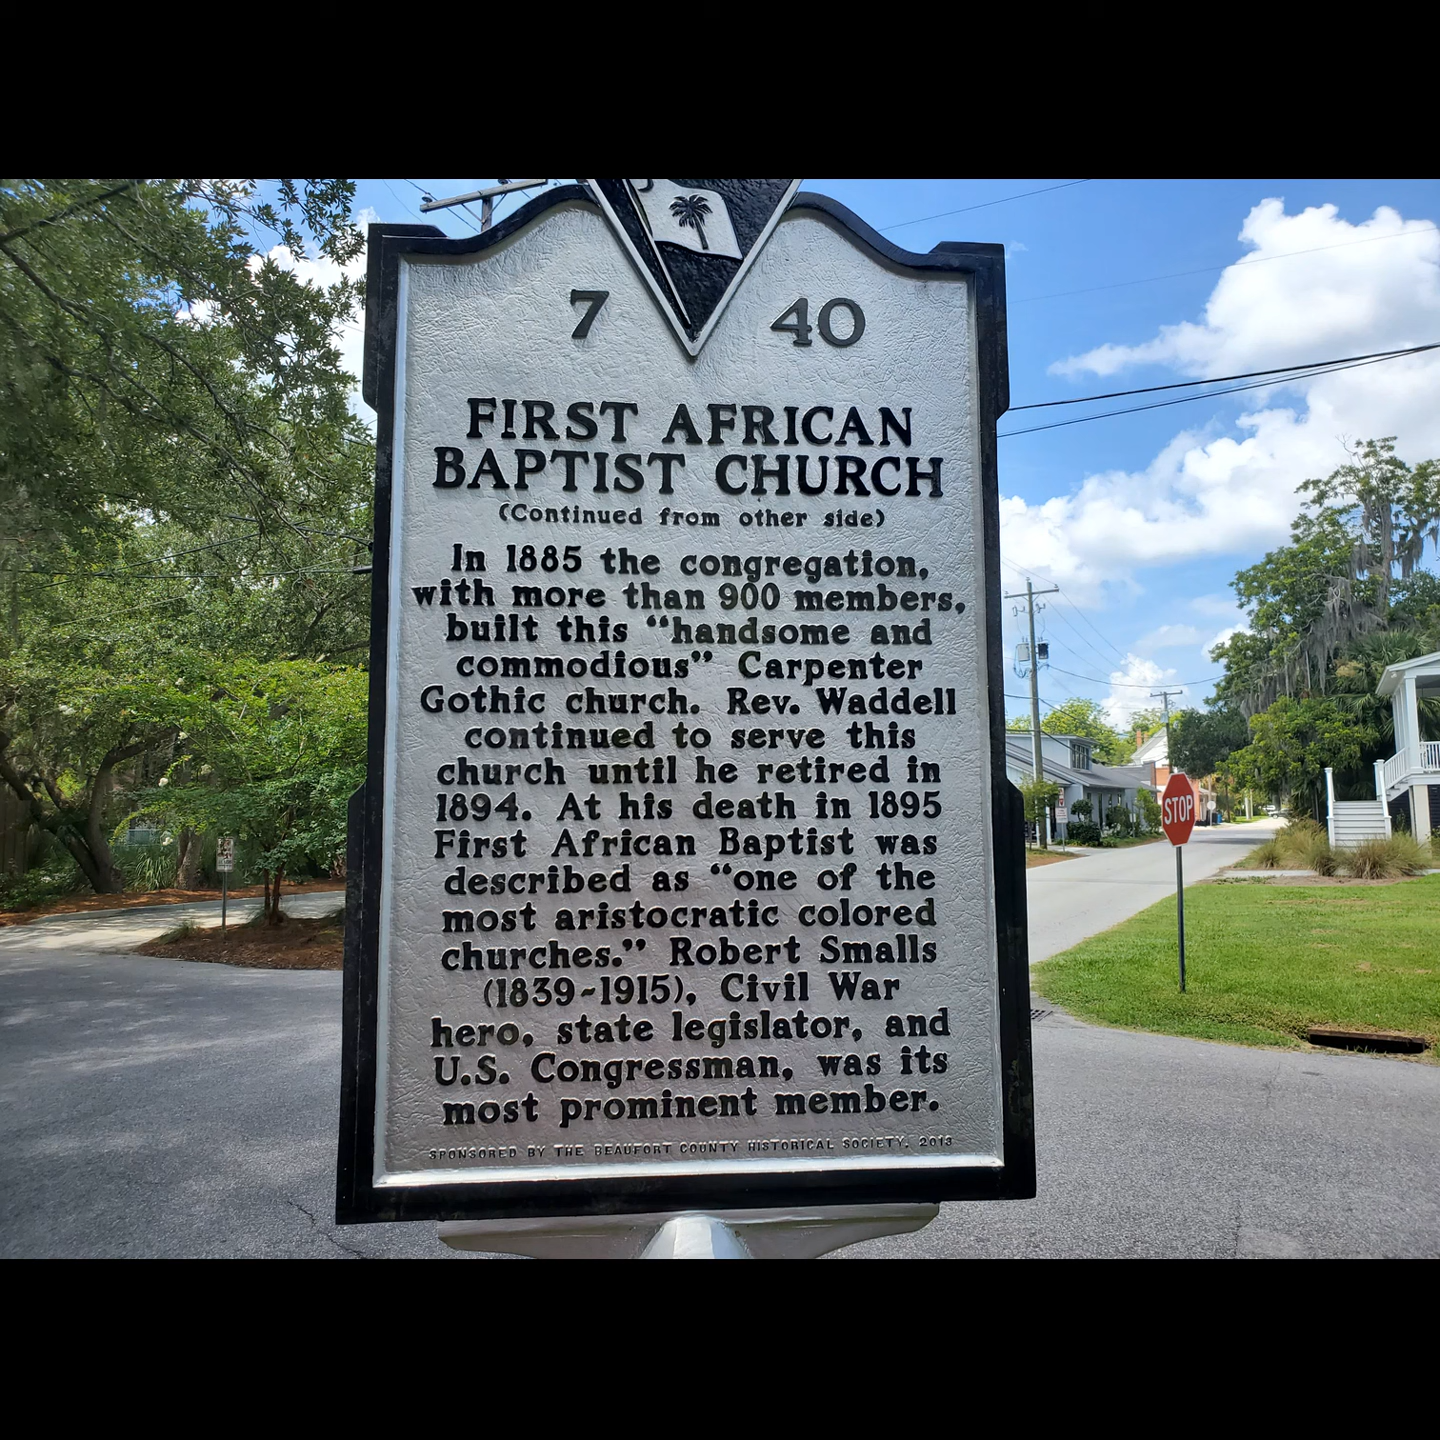 7 40
FIRST AFRICAN
BAPTIST CHURCH
(Continued from other side)
In 1885 the congregation,
with more than 900 members,
built this “handsome and
commodious” Carpenter
Gothic church. Rev. Waddell
continued to serve this
church until he retired in
1894. At his death in 1895
First African Baptist was
described as “one of the
most aristocratic colored
churches.” Robert Smalls
(1839~1915), Civil War
hero, state legislator, and
U.S. Congressman, was its
most prominent member.
SPONSORED BY THE BEAUFORT COUNTY HISTORICAL SOCIETY, 2013
STOP